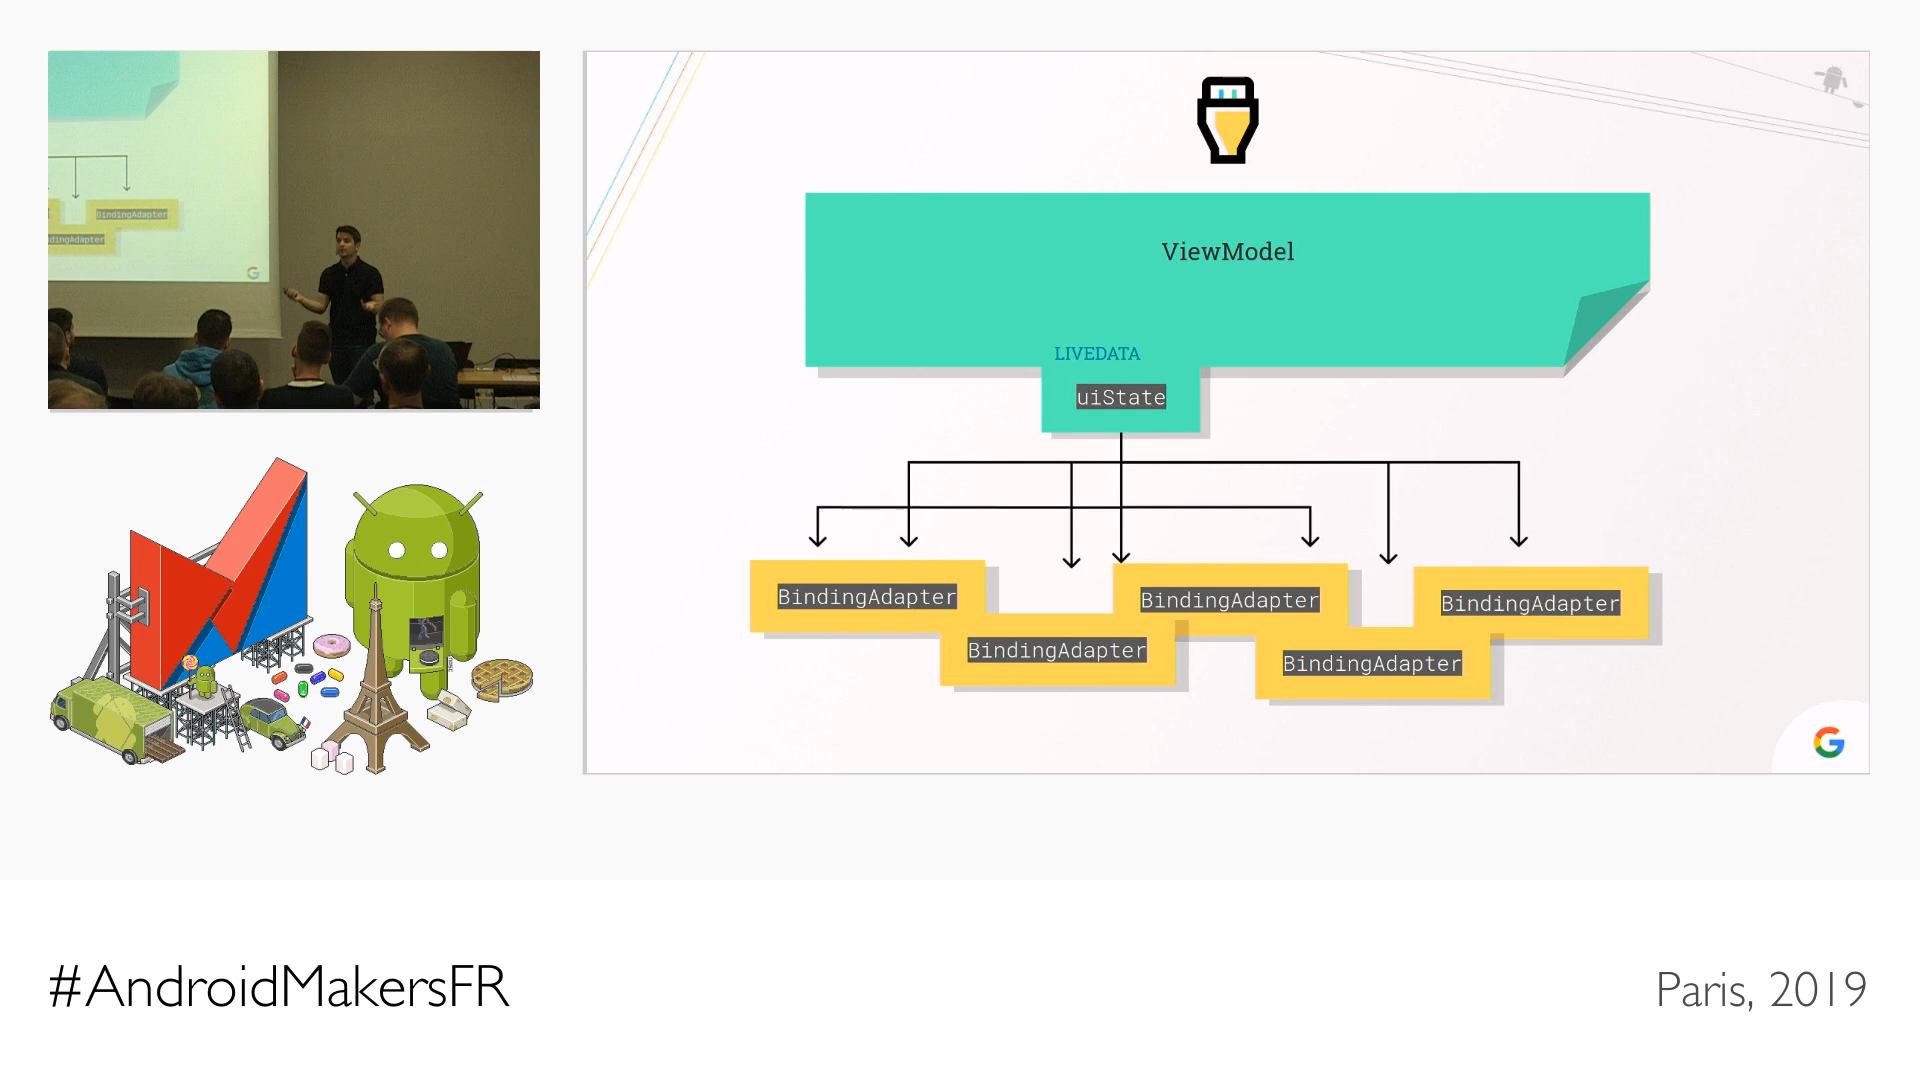 BindingAdapter
ViewModel
LIVEDATA
uiState
BindingAdapter
BindingAdapter
BindingAdapter
BindingAdapter
BindingAdapter
#AndroidMakersFR
Paris, 2019